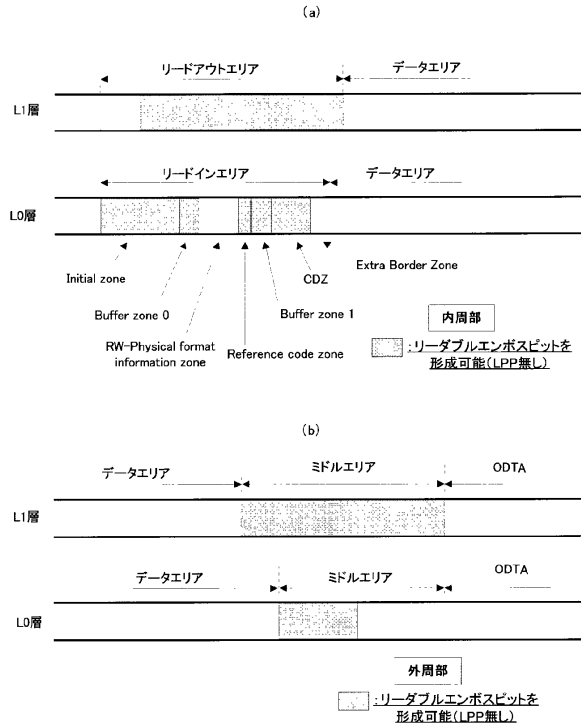 (a)
リードアウトエリア
データエリア
L1層
リードインエリア
データエリア
L0層
Initial zone
CDZ
Extra Border Zone
Buffer zone 0
Buffer zone 1
RW-Physical format
information zone
Reference code zone
内周部
:リーダブルエンボスピットを
形成可能(LPP無し)
(b)
データエリア
ミドルエリア
ODTA
L1層
データエリア
ミドルエリア
ODTA
L0層
外周部
:リーダブルエンボスピットを
形成可能(LPP無し)